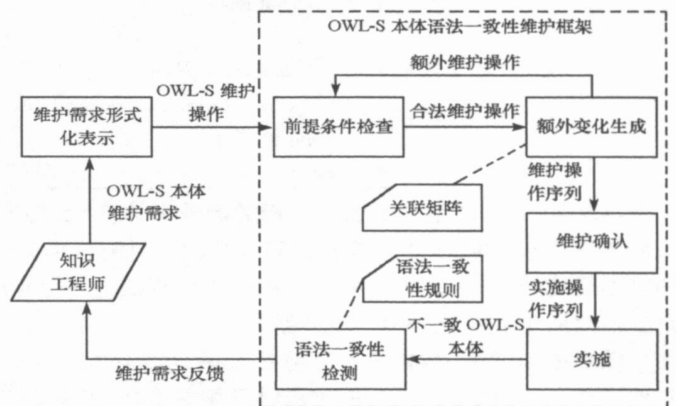 OWL-S 本体语法一致性维护框架
额外维护操作
OWL-S 维护
操作
维护需求形式
化表示
前提条件检查
合法维护操作
额外变化生成
OWL-S 本体
维护需求
关联矩阵
维护操
作序列
维护确认
知识
工程师
语法一致
性规则
实施操
作序列
不一致 OWL-S
本体
语法一致性
检测
实施
维护需求反馈